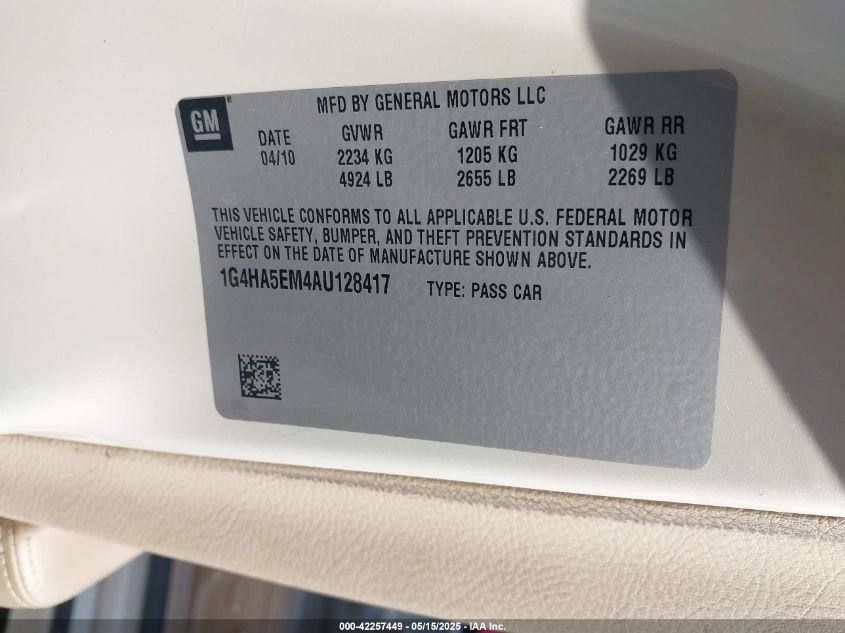 GM®
MFD BY GENERAL MOTORS LLC
DATE GVWR GAWR FRT GAWR RR
04/10 2234 KG 1205 KG 1029 KG
4924 LB 2655 LB 2269 LB
THIS VEHICLE CONFORMS TO ALL APPLICABLE U.S. FEDERAL MOTOR
VEHICLE SAFETY, BUMPER, AND THEFT PREVENTION STANDARDS IN
EFFECT ON THE DATE OF MANUFACTURE SHOWN ABOVE.
1G4HA5EM4AU128417 TYPE: PASS CAR
000-42257449 - 05/15/2025 - IAA Inc.